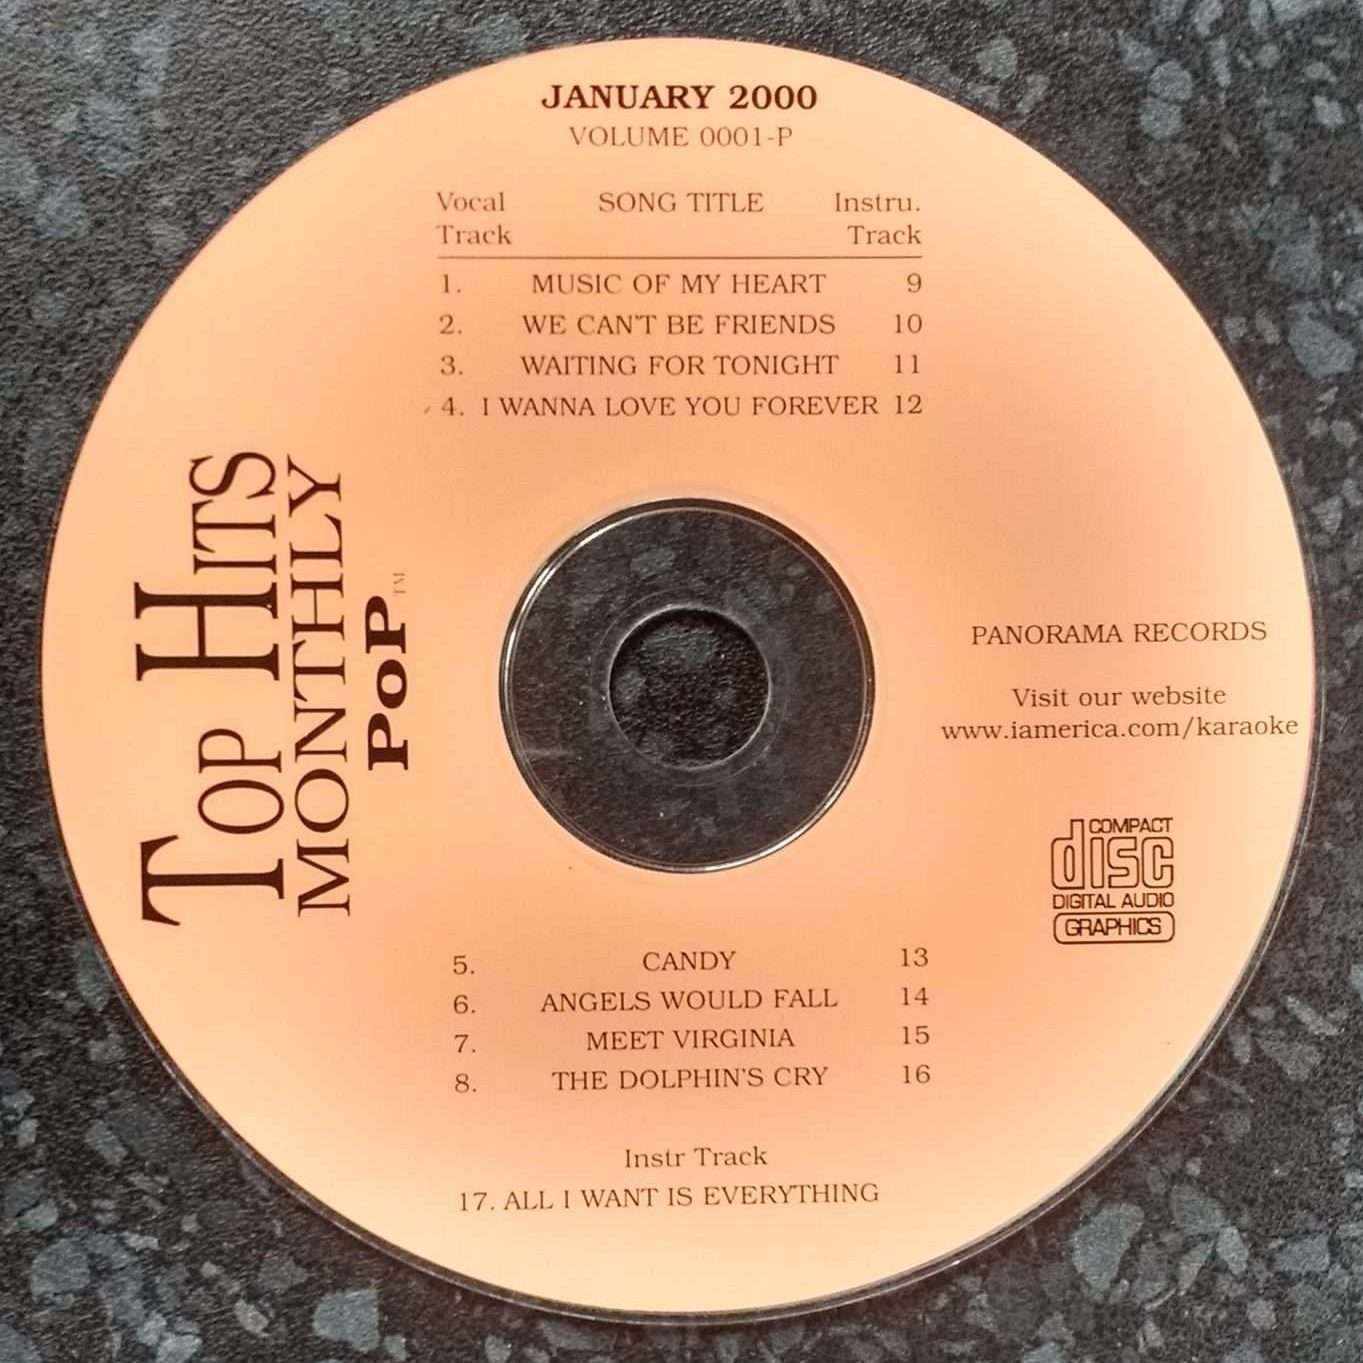 JANUARY 2000
VOLUME 0001-P
Vocal Track SONG TITLE Instru. Track
1. MUSIC OF MY HEART 9
2. WE CAN'T BE FRIENDS 10
3. WAITING FOR TONIGHT 11
4. I WANNA LOVE YOU FOREVER 12
TOP HITS
MONTHLY
POP™
PANORAMA RECORDS
Visit our website
www.iamerica.com/karaoke
COMPACT
disc
DIGITAL AUDIO
GRAPHICS
5. CANDY 13
6. ANGELS WOULD FALL 14
7. MEET VIRGINIA 15
8. THE DOLPHIN'S CRY 16
Instr Track
17. ALL I WANT IS EVERYTHING